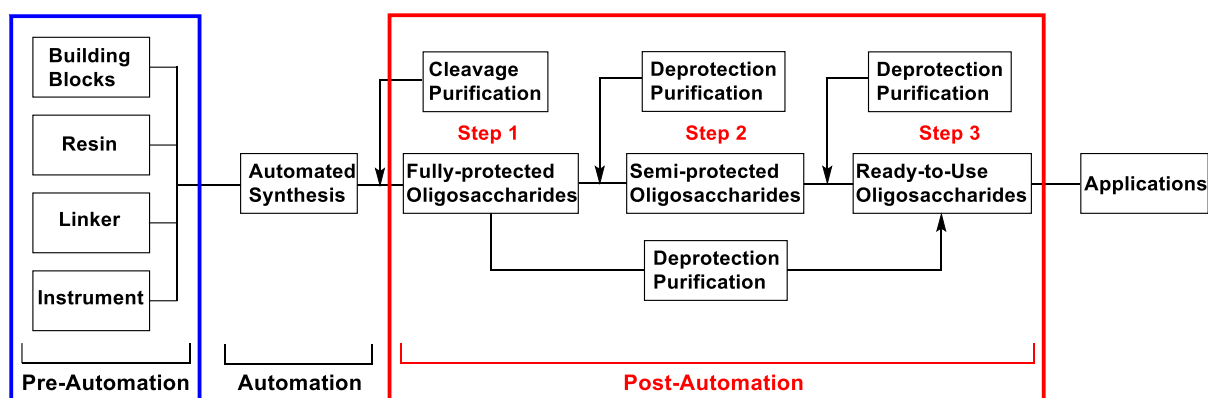 Building
Blocks
Resin
Linker
Instrument
Pre-Automation
Automated
Synthesis
Automation
Cleavage
Purification
Step 1
Fully-protected
Oligosaccharides
Deprotection
Purification
Step 2
Semi-protected
Oligosaccharides
Deprotection
Purification
Step 3
Ready-to-Use
Oligosaccharides
Deprotection
Purification
Post-Automation
Applications